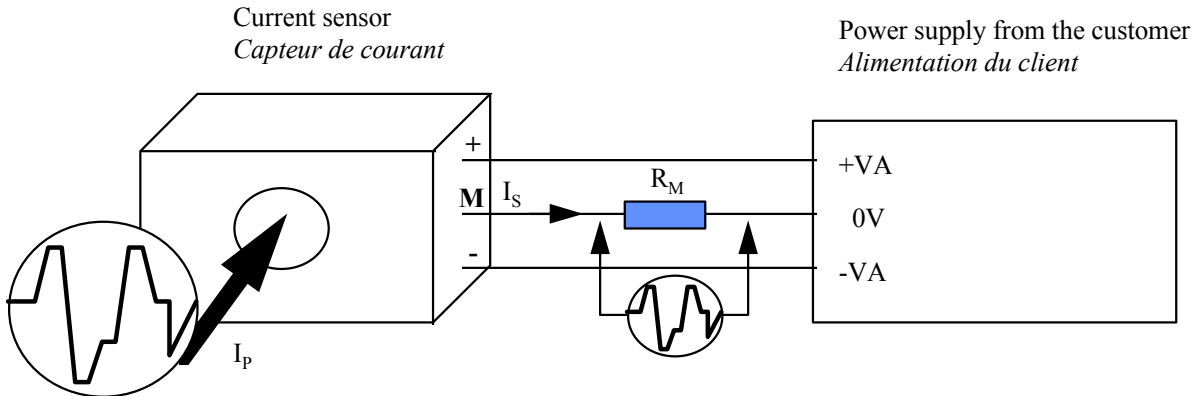 Current sensor
Capteur de courant
Power supply from the customer
Alimentation du client
+
M
-
I_S
R_M
+VA
0V
-VA
I_P